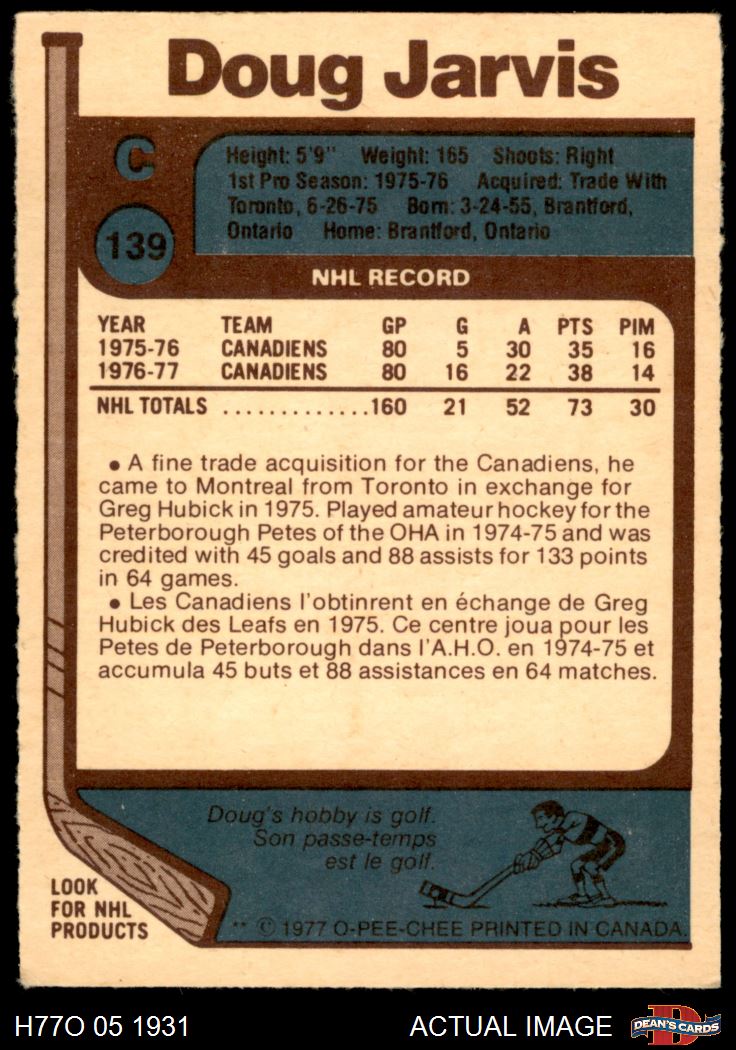 Doug Jarvis
C
139
Height: 5'9" Weight: 165 Shoots: Right
1st Pro Season: 1975-76 Acquired: Trade With
Toronto, 6-26-75 Born: 3-24-55, Brantford,
Ontario Home: Brantford, Ontario
NHL RECORD
YEAR TEAM GP G A PTS PIM
1975-76 CANADIENS 80 5 30 35 16
1976-77 CANADIENS 80 16 22 38 14
NHL TOTALS .............160 21 52 73 30
• A fine trade acquisition for the Canadiens, he
came to Montreal from Toronto in exchange for
Greg Hubick in 1975. Played amateur hockey for the
Peterborough Petes of the OHA in 1974-75 and was
credited with 45 goals and 88 assists for 133 points
in 64 games.
• Les Canadiens l'obtinrent en échange de Greg
Hubick des Leafs en 1975. Ce centre joua pour les
Petes de Peterborough dans l'A.H.O. en 1974-75 et
accumula 45 buts et 88 assistances en 64 matches.
Doug's hobby is golf.
Son passe-temps
est le golf.
LOOK
FOR NHL
PRODUCTS
** © 1977 O-PEE-CHEE PRINTED IN CANADA.
H77O 05 1931 ACTUAL IMAGE
D
DEAN'S CARDS